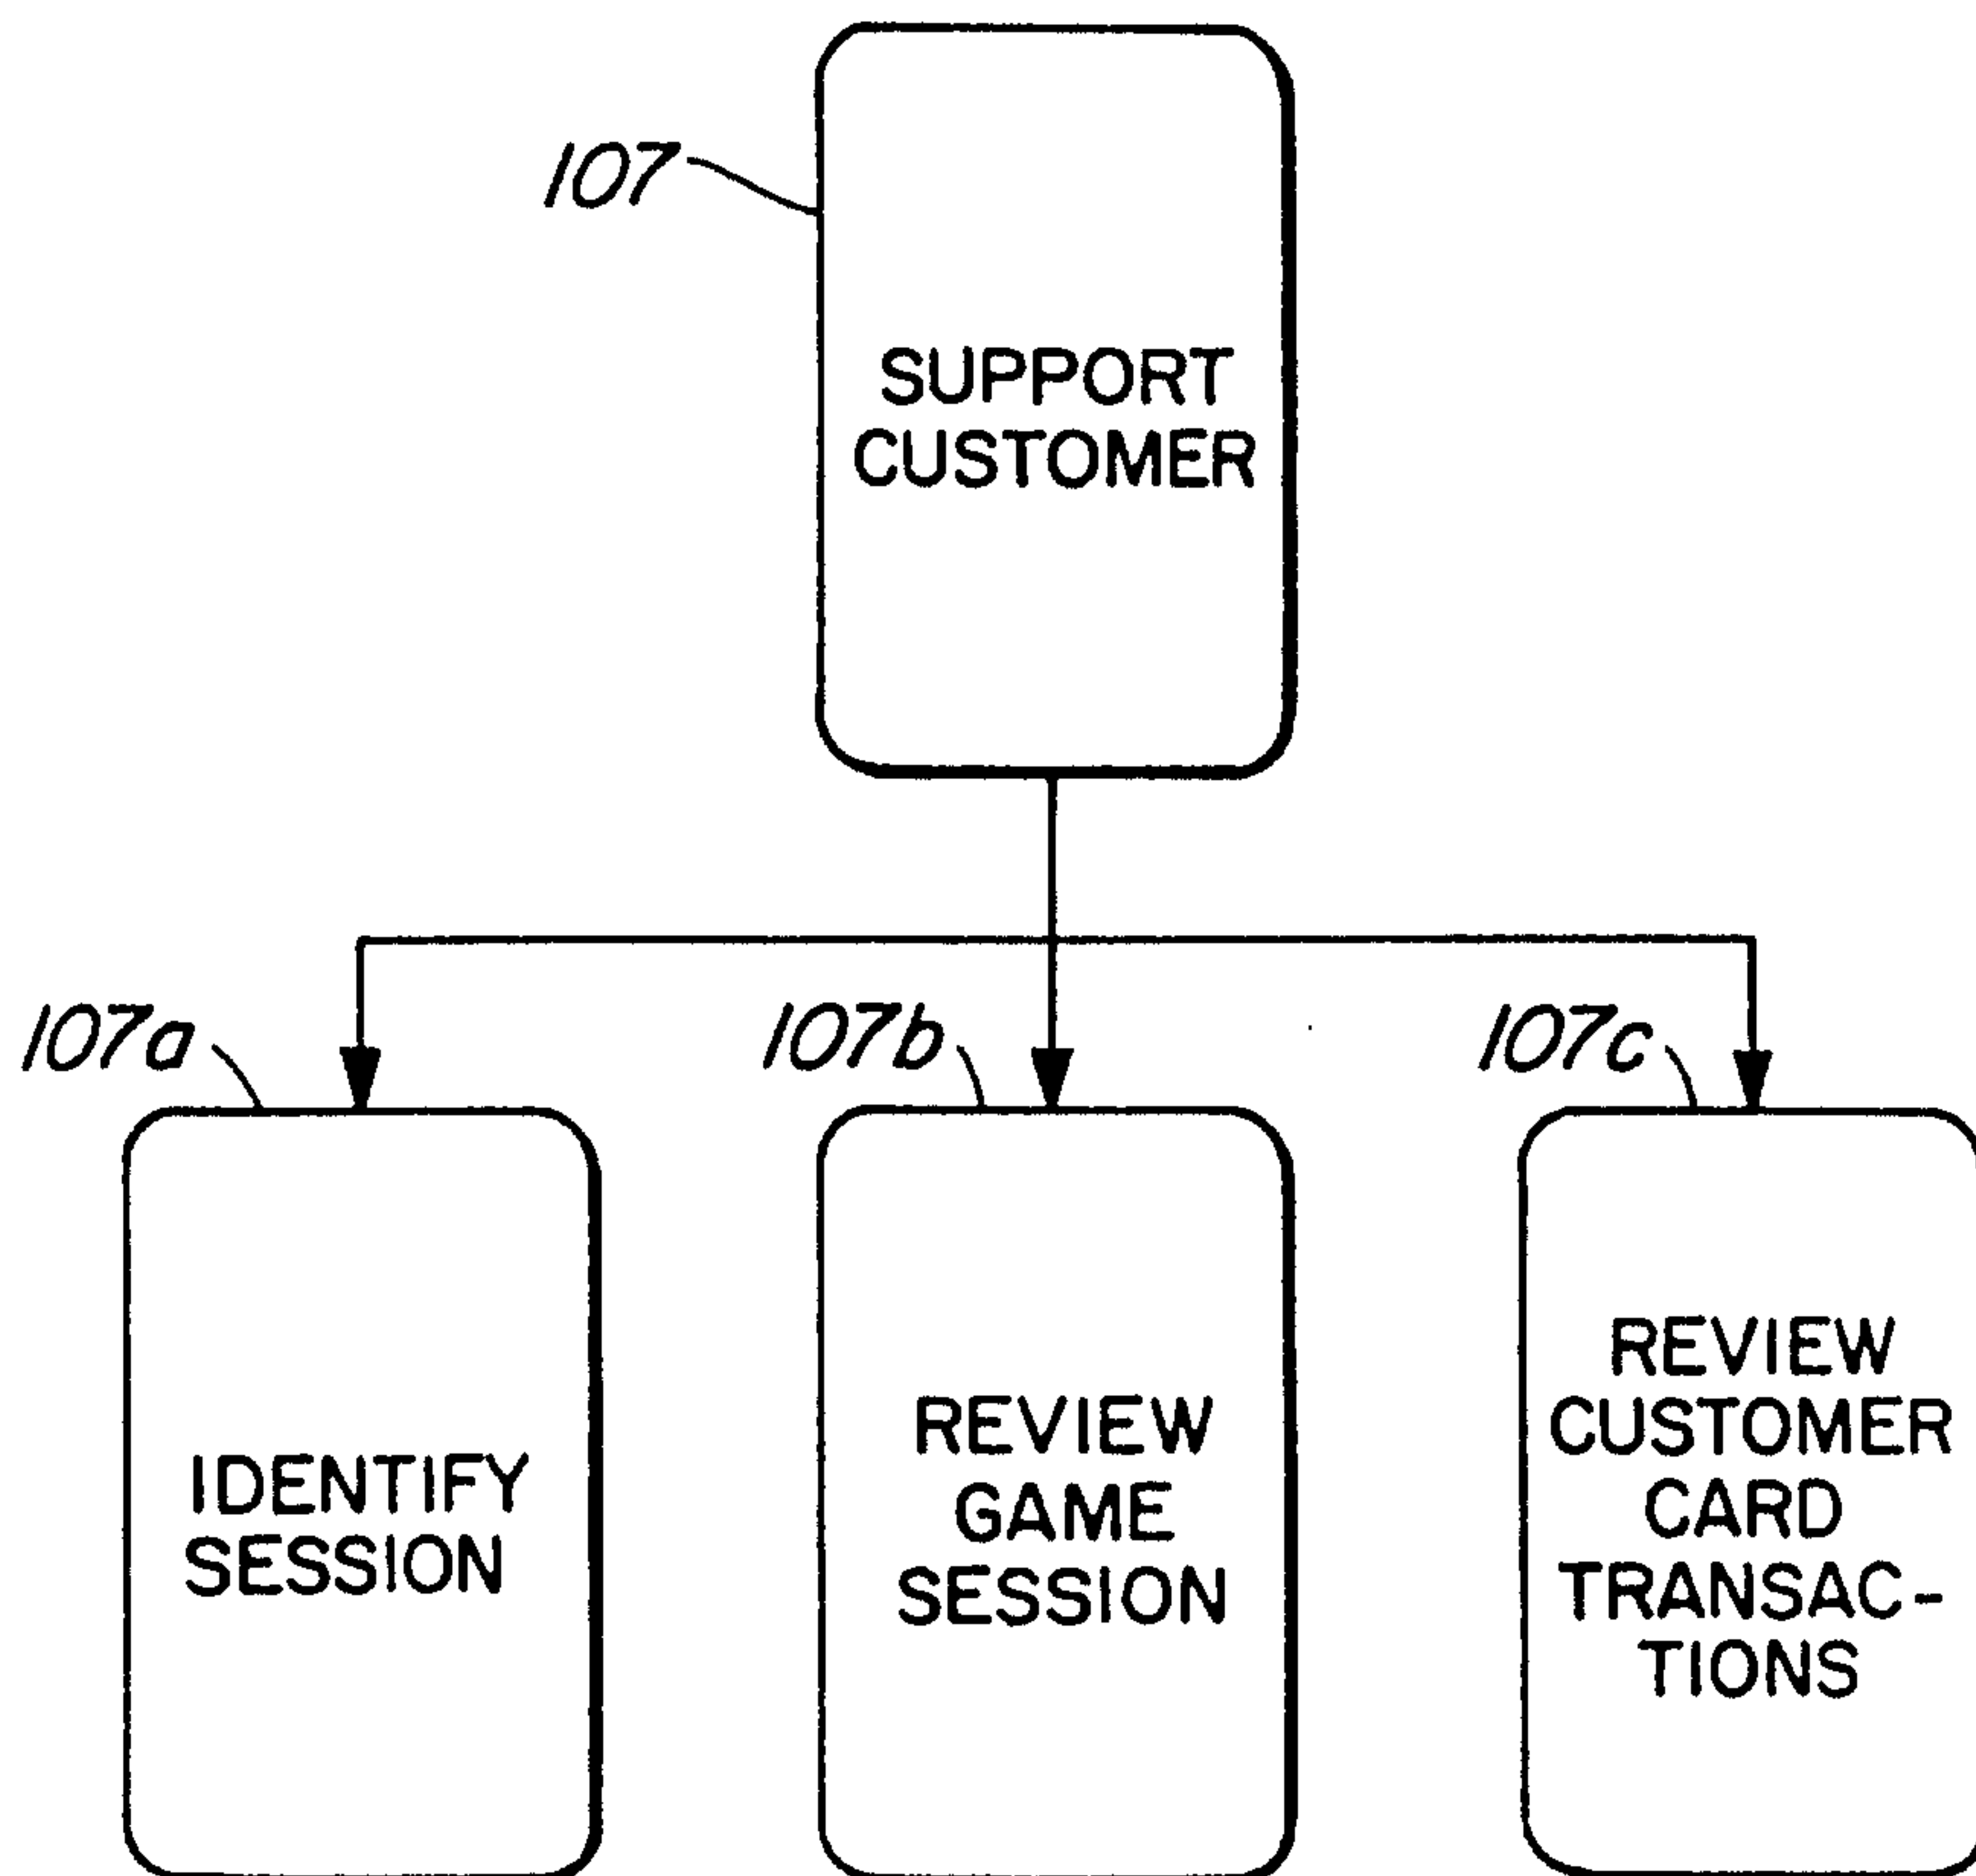 107
SUPPORT
CUSTOMER
107a
107b
107c
IDENTIFY
SESSION
REVIEW
GAME
SESSION
REVIEW
CUSTOMER
CARD
TRANSAC-
TIONS